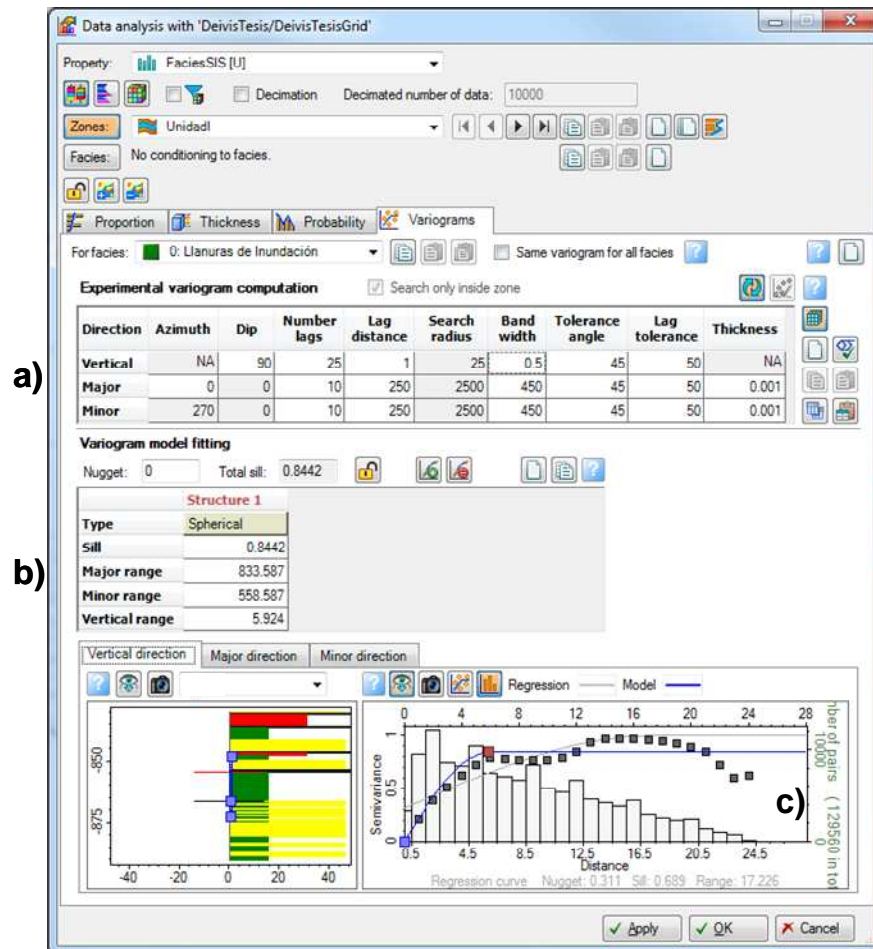 Data analysis with 'DeivisTesis/DeivisTesisGrid'
Property: FaciesSIS [U]
Decimation Decimated number of data: 10000
Zones: UnidadI
Facies: No conditioning to facies.
Proportion Thickness Probability Variograms
For facies: 0: Llanuras de Inundación Same variogram for all facies
Experimental variogram computation Search only inside zone
Direction Azimuth Dip Number lags Lag distance Search radius Band width Tolerance angle Lag tolerance Thickness
a)
Vertical NA 90 25 1 25 0.5 45 50 NA
Major 0 0 10 250 2500 450 45 50 0.001
Minor 270 0 10 250 2500 450 45 50 0.001
Variogram model fitting
Nugget: 0 Total sill: 0.8442
Structure 1
Type Spherical
b)
Sill 0.8442
Major range 833.587
Minor range 558.587
Vertical range 5.924
Vertical direction Major direction Minor direction
Regression Model
0 4 8 12 16 20 24 28
-850
-875
-40 -20 0 20 40
Semivariance
1
0.5
0
10000
0
c)
0.5 4.5 8.5 12.5 16.5 20.5 24.5
Distance
Regression curve Nugget: 0.311 Sill: 0.689 Range: 17.226
of pairs (129560 in
Apply OK Cancel